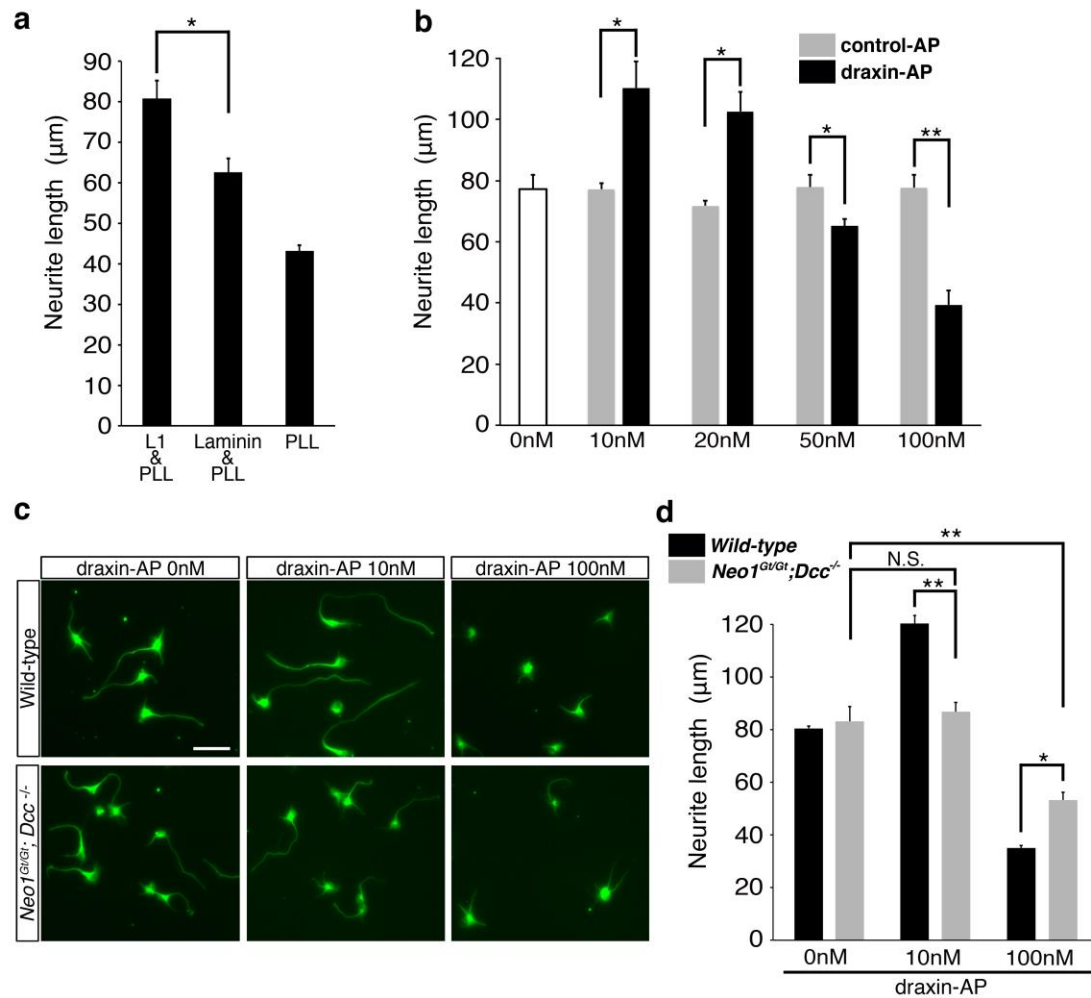 a
*
Neurite length (μm)
90
80
70
60
50
40
30
20
10
0
L1
&
PLL
Laminin
&
PLL
PLL
b
control-AP
draxin-AP
*
*
*
**
Neurite length (μm)
120
100
80
60
40
20
0
0nM
10nM
20nM
50nM
100nM
c
draxin-AP 0nM
draxin-AP 10nM
draxin-AP 100nM
Wild-type
Neo1Gt/Gt; Dcc -/-
d
Wild-type
Neo1Gt/Gt;Dcc-/-
**
N.S.
**
*
Neurite length (μm)
120
100
80
60
40
20
0
0nM
10nM
100nM
draxin-AP